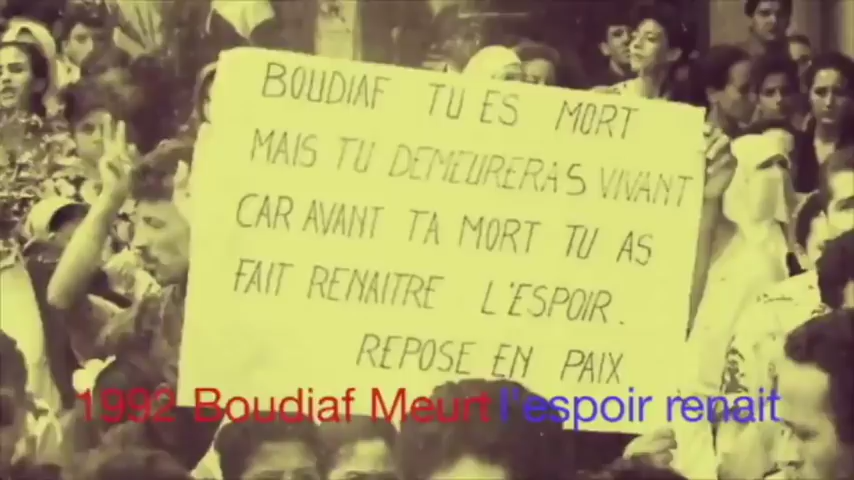 BOUDIAF TU ES MORT
MAIS TU DEMEURERAS VIVANT
CAR AVANT TA MORT TU AS
FAIT RENAITRE L'ESPOIR.
REPOSE EN PAIX
1992 Boudiaf Meurt l'espoir renait